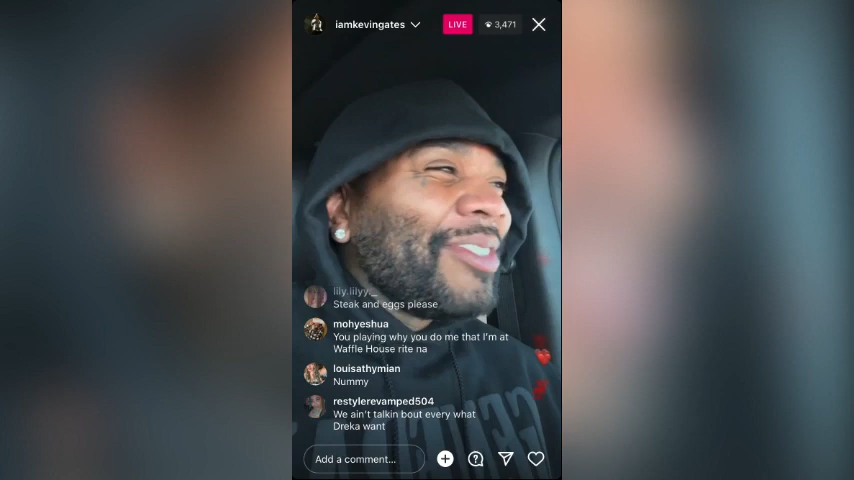 iamkevingates
LIVE
3,471
lily.lilyy._
Steak and eggs please
mohyeshua
You playing why you do me that I'm at
Waffle House rite na
louisathymian
Nummy
restylerevamped504
We ain't talkin bout every what
Dreka want
Add a comment...